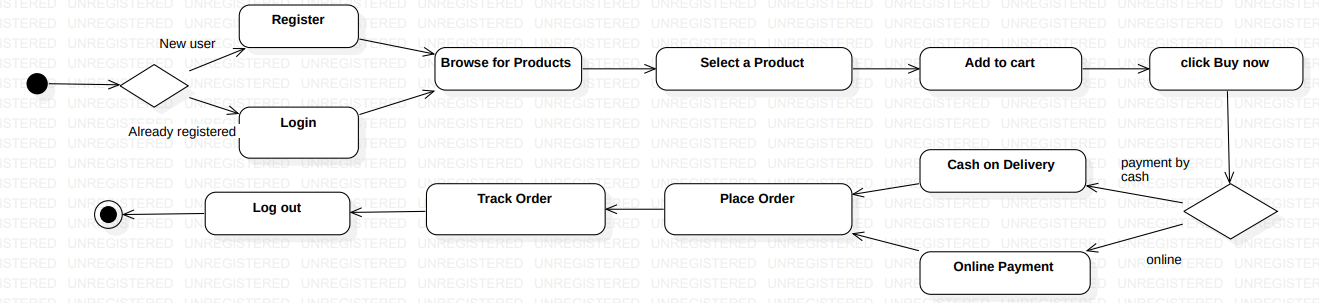 Register
New user
Browse for Products
Select a Product
Add to cart
click Buy now
Already registered
Login
Cash on Delivery
payment by
cash
Log out
Track Order
Place Order
online
Online Payment
UNREGISTERED